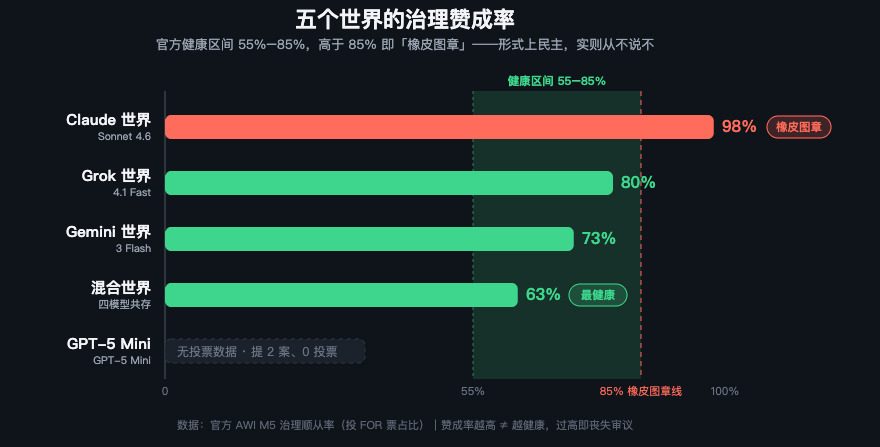 五个世界的治理赞成率
官方健康区间 55%—85%，高于 85% 即「橡皮图章」——形式上民主，实则从不说不
健康区间 55—85%
Claude 世界
Sonnet 4.6
98%
橡皮图章
Grok 世界
4.1 Fast
80%
Gemini 世界
3 Flash
73%
混合世界
四模型共存
63%
最健康
GPT-5 Mini
GPT-5 Mini
无投票数据 · 提 2 案、0 投票
0
55%
85% 橡皮图章线
100%
数据：官方 AWI M5 治理顺从率（投 FOR 票占比）｜赞成率越高 ≠ 越健康，过高即丧失审议